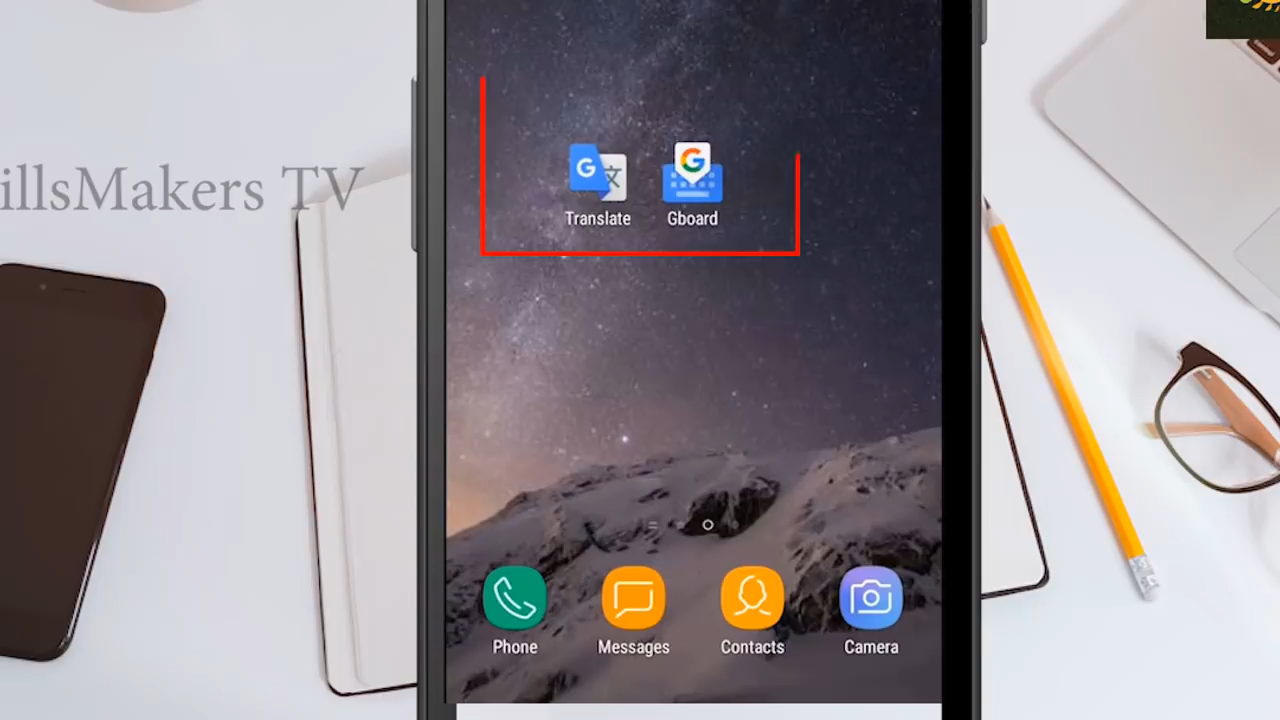 illsMakers TV
Translate
Gboard
Phone
Messages
Contacts
Camera